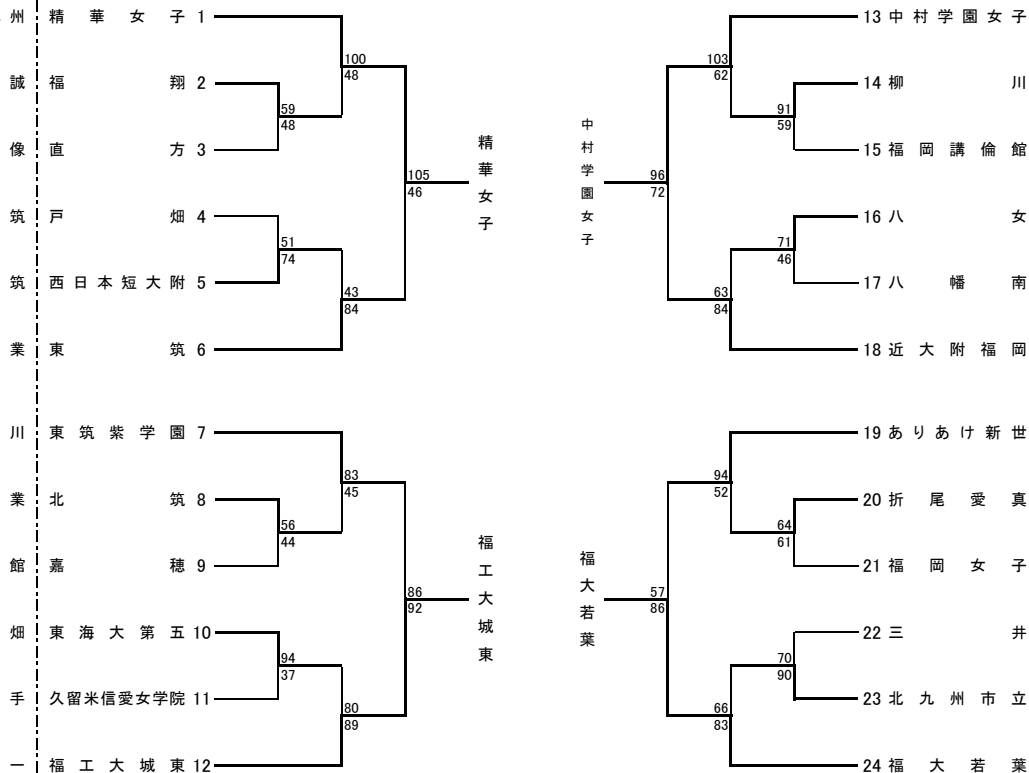 州 精華女子 1
100
48
誠 福翔 2
59
48
像 直方 3
105
46
精華女子
筑 戸畑 4
51
74
筑 西日本短大附 5
43
84
業 東筑 6
川 東筑紫学園 7
83
45
業 北筑 8
56
44
館 嘉穂 9
86
92
福工大城東
畑 東海大第五 10
94
37
手 久留米信愛女学院 11
80
89
一 福工大城東 12
13 中村学園女子
103
62
14 柳川
91
59
15 福岡講倫館
中村学園女子
96
72
16 八女
71
46
17 八幡南
63
84
18 近大附福岡
19 ありあけ新世
94
52
20 折尾愛真
64
61
21 福岡女子
福大若葉
57
86
22 三井
70
90
23 北九州市立
66
83
24 福大若葉